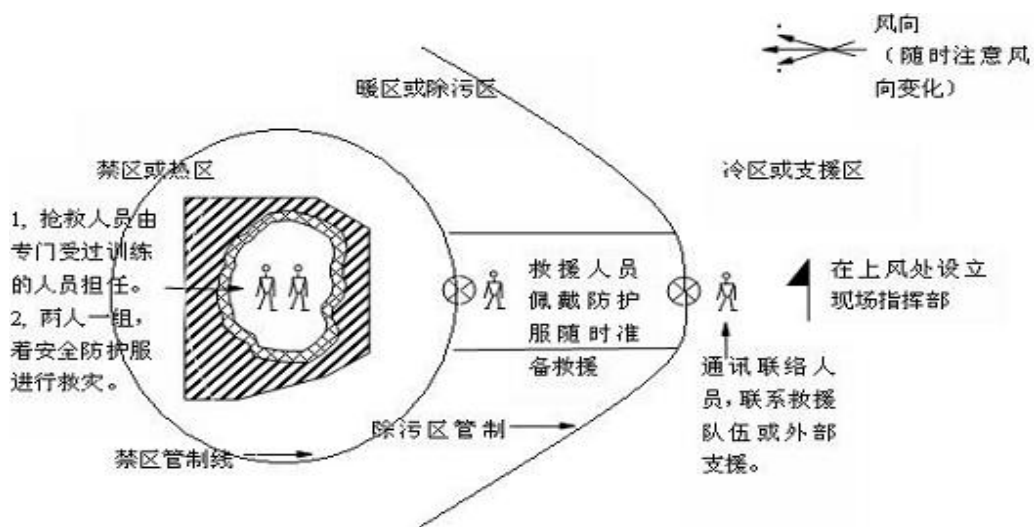 风向
（随时注意风
向变化）
暖区或除污区
禁区或热区
冷区或支援区
1, 抢救人员由
专门受过训练
的人员担任。
2, 两人一组，
着安全防护服
进行救灾。
救援人员
佩戴防护
服随时准
备救援
在上风处设立
现场指挥部
通讯联络人
员，联系救援
队伍或外部
支援。
除污区管制
禁区管制线